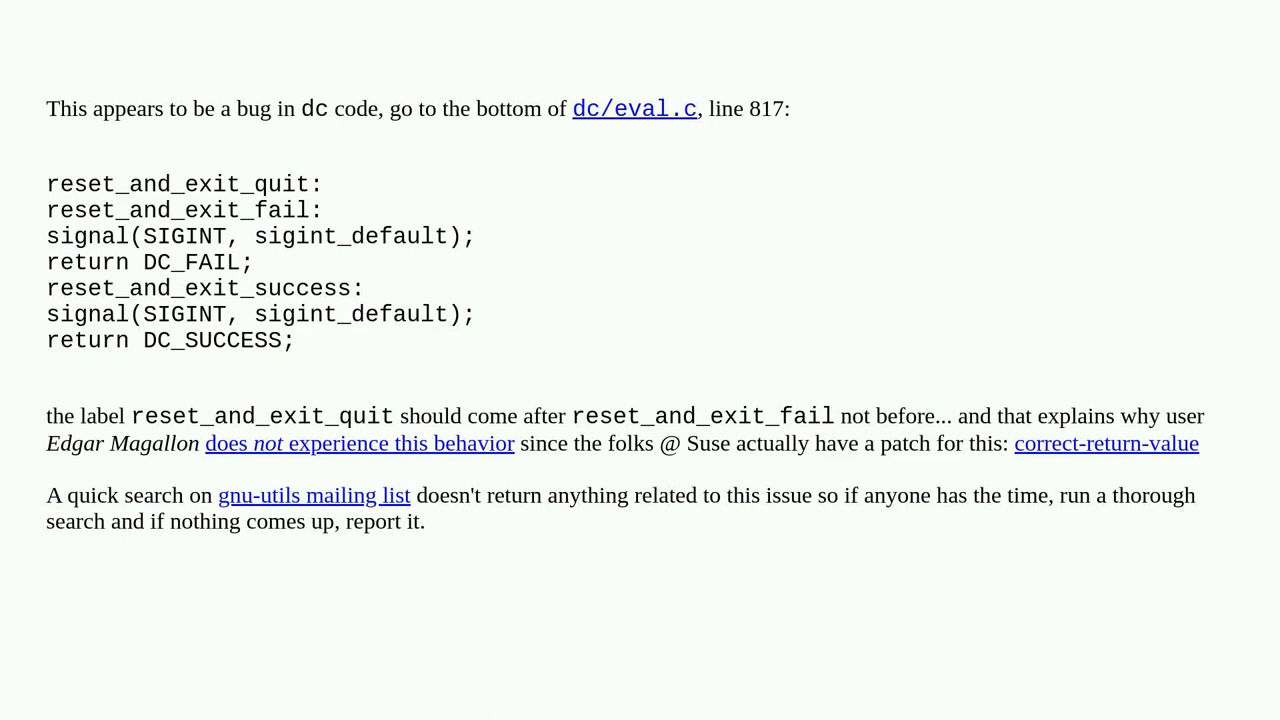 This appears to be a bug in dc code, go to the bottom of dc/eval.c, line 817:
reset_and_exit_quit:
reset_and_exit_fail:
signal(SIGINT, sigint_default);
return DC_FAIL;
reset_and_exit_success:
signal(SIGINT, sigint_default);
return DC_SUCCESS;
the label reset_and_exit_quit should come after reset_and_exit_fail not before... and that explains why user
Edgar Magallon does not experience this behavior since the folks @ Suse actually have a patch for this: correct-return-value
A quick search on gnu-utils mailing list doesn't return anything related to this issue so if anyone has the time, run a thorough
search and if nothing comes up, report it.